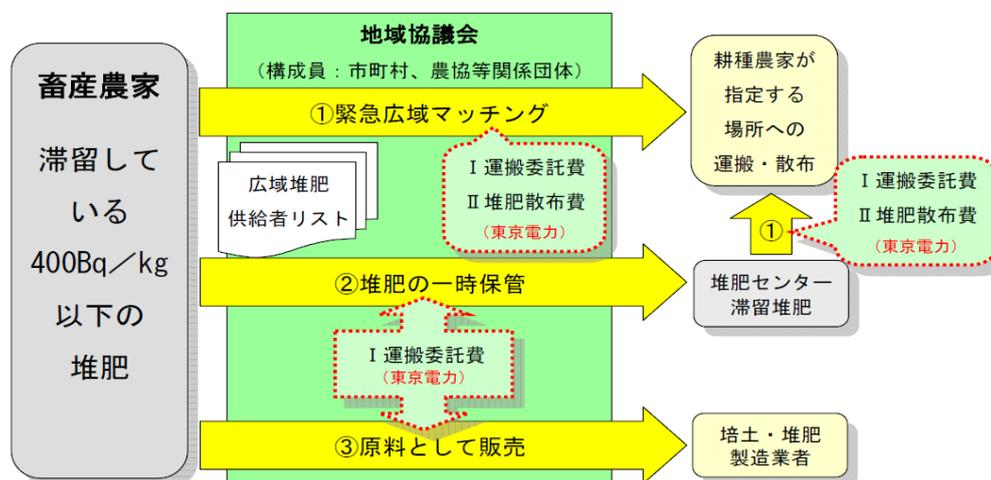 畜産農家
滞留して
いる
400Bq/kg
以下の
堆肥
地域協議会
(構成員:市町村、農協等関係団体)
①緊急広域マッチング
広域堆肥
供給者リスト
Ⅰ運搬委託費
Ⅱ堆肥散布費
(東京電力)
②堆肥の一時保管
Ⅰ運搬委託費
(東京電力)
③原料として販売
耕種農家が
指定する
場所への
運搬・散布
①
Ⅰ運搬委託費
Ⅱ堆肥散布費
(東京電力)
堆肥センター
滞留堆肥
培土・堆肥
製造業者